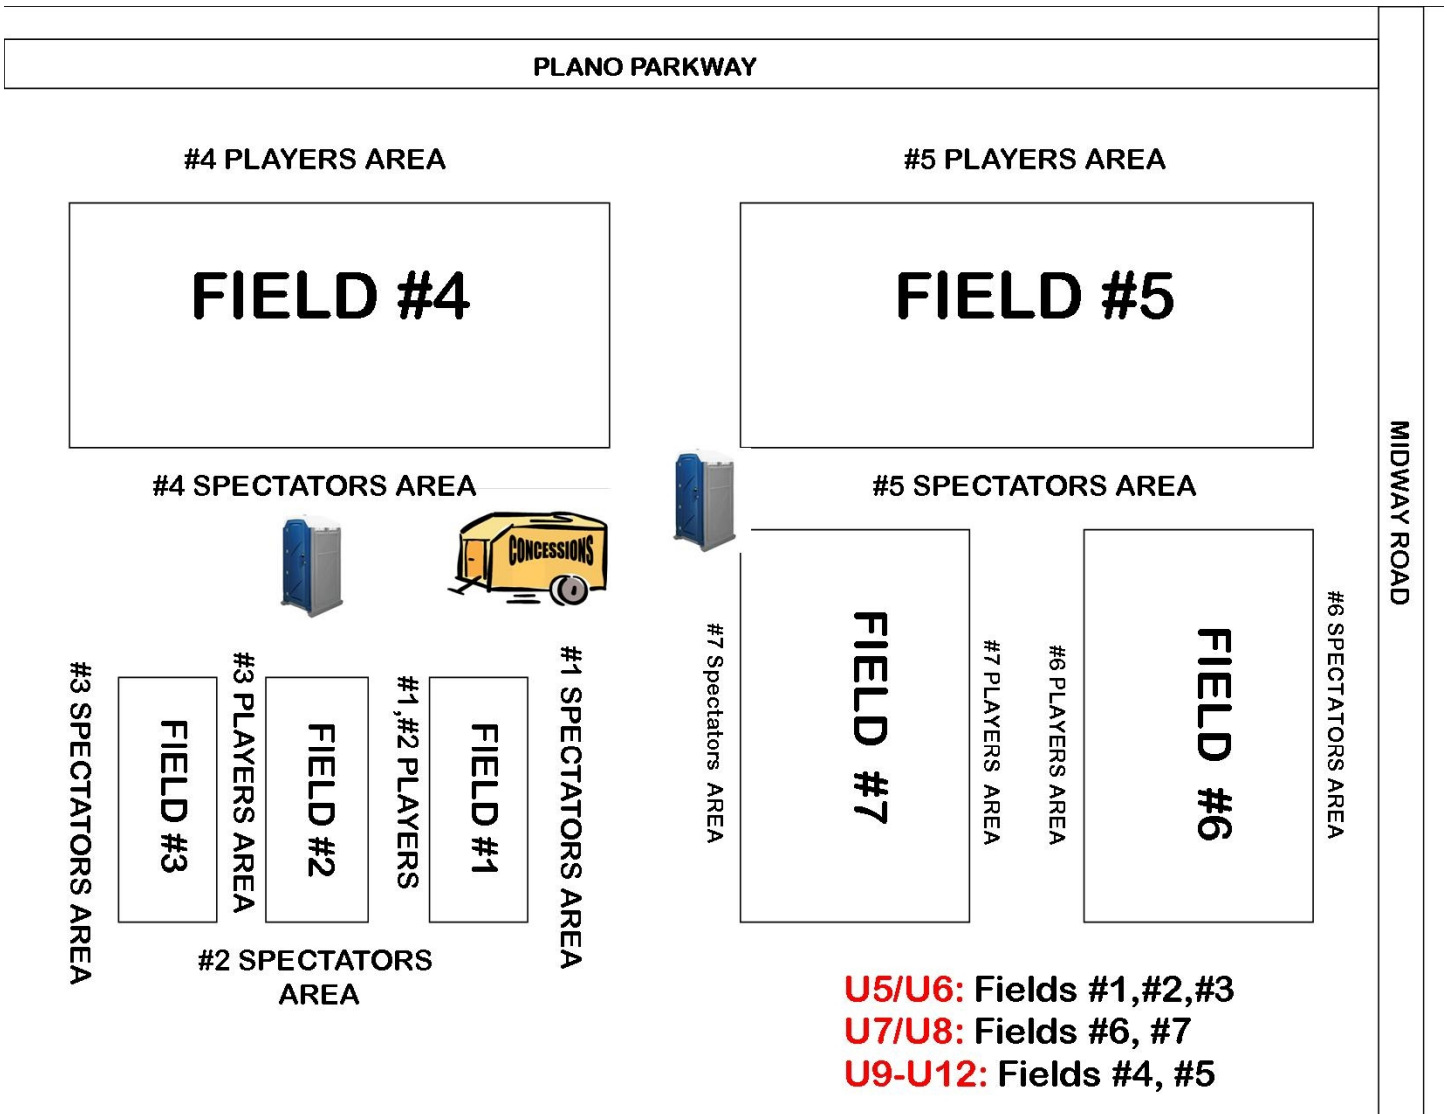 PLANO PARKWAY
#4 PLAYERS AREA
#5 PLAYERS AREA
FIELD #4
FIELD #5
MIDWAY ROAD
#4 SPECTATORS AREA
#5 SPECTATORS AREA
CONCESSIONS
#3 SPECTATORS AREA
FIELD #3
#3 PLAYERS AREA
FIELD #2
#1,#2 PLAYERS
FIELD #1
#1 SPECTATORS AREA
#7 Spectators AREA
FIELD #7
#7 PLAYERS AREA
#6 PLAYERS AREA
FIELD #6
#6 SPECTATORS AREA
#2 SPECTATORS
AREA
U5/U6: Fields #1,#2,#3
U7/U8: Fields #6, #7
U9-U12: Fields #4, #5